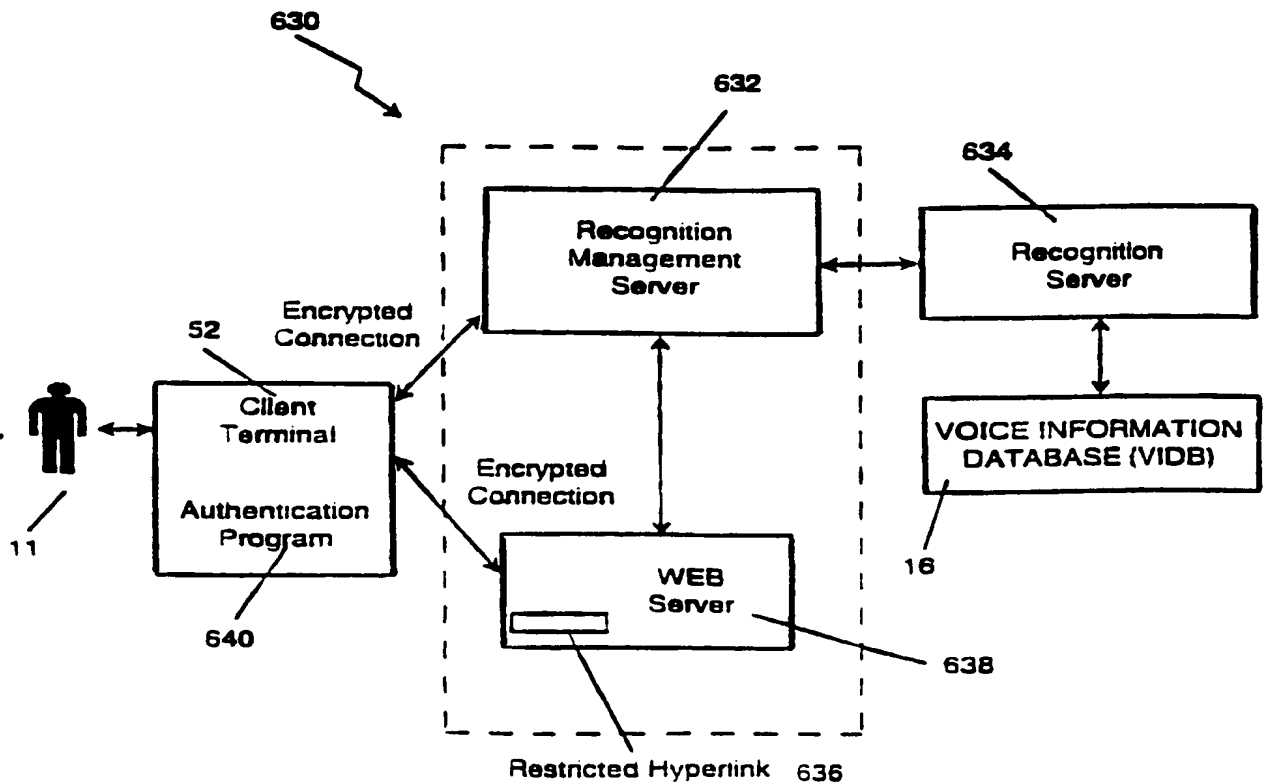 630
632
634
Recognition
Management
Server
Recognition
Server
Encrypted
Connection
52
Client
Terminal
VOICE INFORMATION
DATABASE (VIDB)
Encrypted
Connection
Authentication
Program
11
16
WEB
Server
640
638
Restricted Hyperlink 636